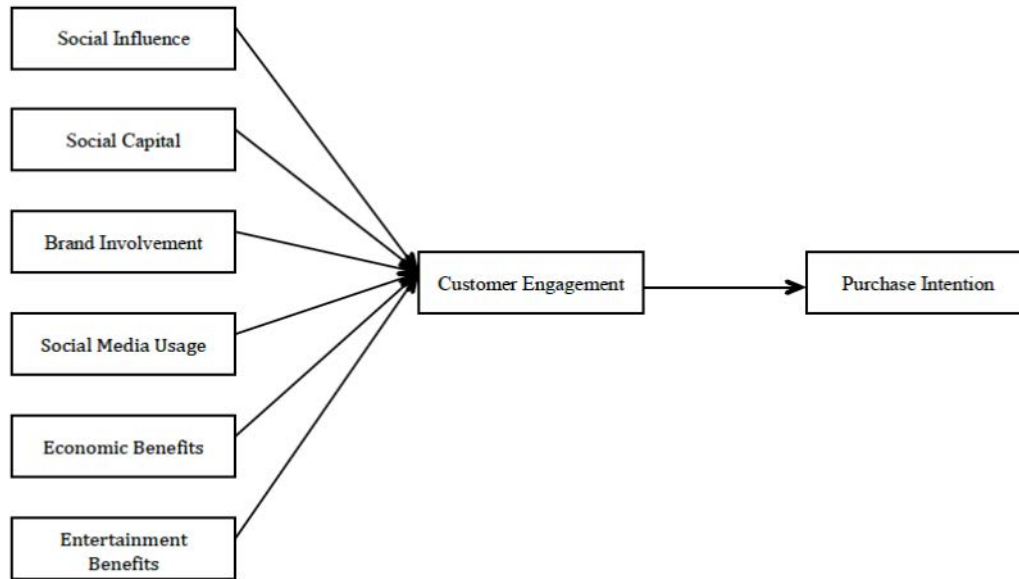 Social Influence
Social Capital
Brand Involvement
Customer Engagement
Purchase Intention
Social Media Usage
Economic Benefits
Entertainment
Benefits